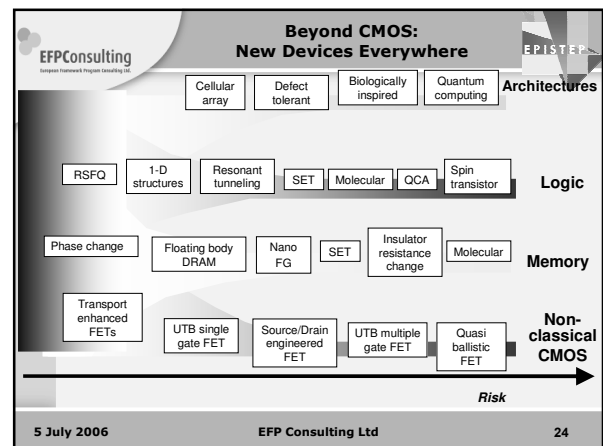 Beyond CMOS:
New Devices Everywhere
EFPConsulting
European Framework Program Consulting Ltd.
EPISTEP
Cellular
array
Defect
tolerant
Biologically
inspired
Quantum
computing
Architectures
RSFQ
1-D
structures
Resonant
tunneling
SET
Molecular
QCA
Spin
transistor
Logic
Phase change
Floating body
DRAM
Nano
FG
SET
Insulator
resistance
change
Molecular
Memory
Transport
enhanced
FETs
UTB single
gate FET
Source/Drain
engineered
FET
UTB multiple
gate FET
Quasi
ballistic
FET
Non-
classical
CMOS
Risk
5 July 2006
EFP Consulting Ltd
24